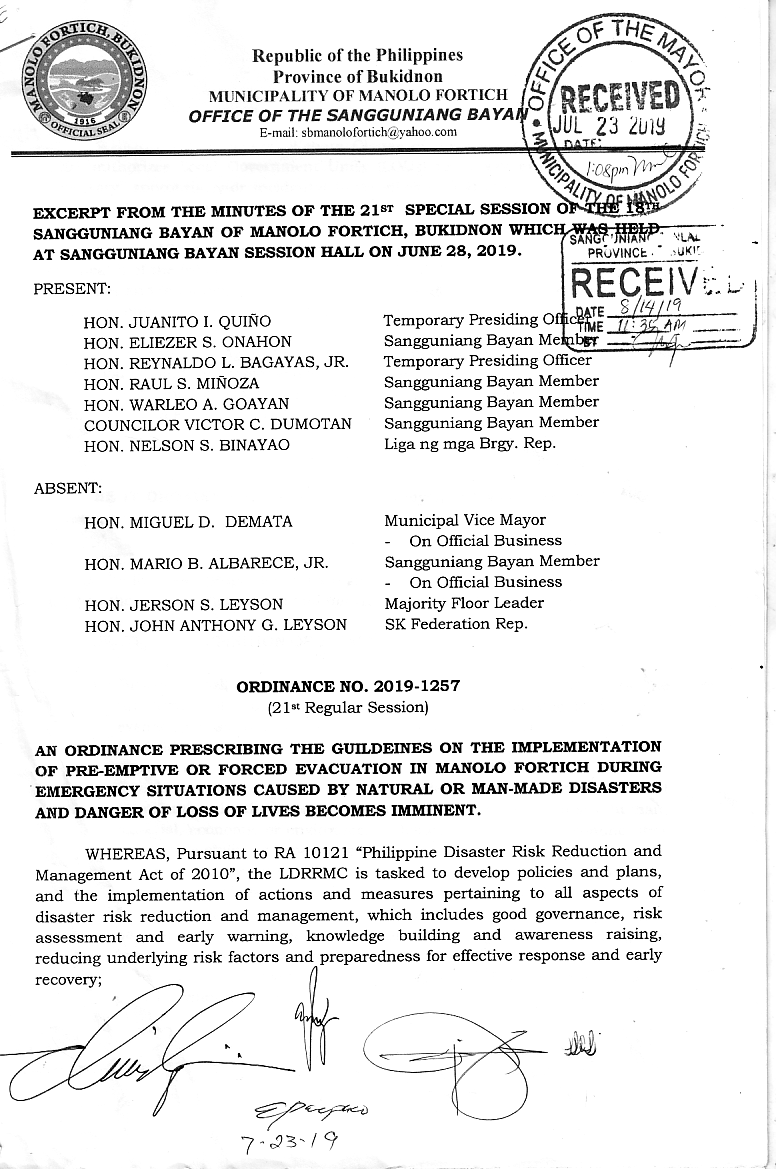 MANOLO FORTICH, BUKIDNON
1916
OFFICIAL SEAL
Republic of the Philippines
Province of Bukidnon
MUNICIPALITY OF MANOLO FORTICH
OFFICE OF THE SANGGUNIANG BAYAN
E-mail: sbmanolofortich@yahoo.com
OFFICE OF THE MAYOR
RECEIVED
JUL 23 2019
DATE:
1:08pm
MUNICIPALITY OF MANOLO FORTICH
EXCERPT FROM THE MINUTES OF THE 21ST SPECIAL SESSION OF THE 18TH
SANGGUNIANG BAYAN OF MANOLO FORTICH, BUKIDNON WHICH WAS HELD
AT SANGGUNIANG BAYAN SESSION HALL ON JUNE 28, 2019.
PROVINCE
RECEIV
DATE 8/14/19
TIME 11:35 AM
BY
PRESENT:
HON. JUANITO I. QUIÑO Temporary Presiding Officer
HON. ELIEZER S. ONAHON Sangguniang Bayan Member
HON. REYNALDO L. BAGAYAS, JR. Temporary Presiding Officer
HON. RAUL S. MIÑOZA Sangguniang Bayan Member
HON. WARLEO A. GOAYAN Sangguniang Bayan Member
COUNCILOR VICTOR C. DUMOTAN Sangguniang Bayan Member
HON. NELSON S. BINAYAO Liga ng mga Brgy. Rep.
ABSENT:
HON. MIGUEL D. DEMATA Municipal Vice Mayor
- On Official Business
HON. MARIO B. ALBARECE, JR. Sangguniang Bayan Member
- On Official Business
HON. JERSON S. LEYSON Majority Floor Leader
HON. JOHN ANTHONY G. LEYSON SK Federation Rep.
ORDINANCE NO. 2019-1257
(21st Regular Session)
AN ORDINANCE PRESCRIBING THE GUILDEINES ON THE IMPLEMENTATION
OF PRE-EMPTIVE OR FORCED EVACUATION IN MANOLO FORTICH DURING
EMERGENCY SITUATIONS CAUSED BY NATURAL OR MAN-MADE DISASTERS
AND DANGER OF LOSS OF LIVES BECOMES IMMINENT.
WHEREAS, Pursuant to RA 10121 “Philippine Disaster Risk Reduction and
Management Act of 2010”, the LDRRMC is tasked to develop policies and plans,
and the implementation of actions and measures pertaining to all aspects of
disaster risk reduction and management, which includes good governance, risk
assessment and early warning, knowledge building and awareness raising,
reducing underlying risk factors and preparedness for effective response and early
recovery;
7-23-19